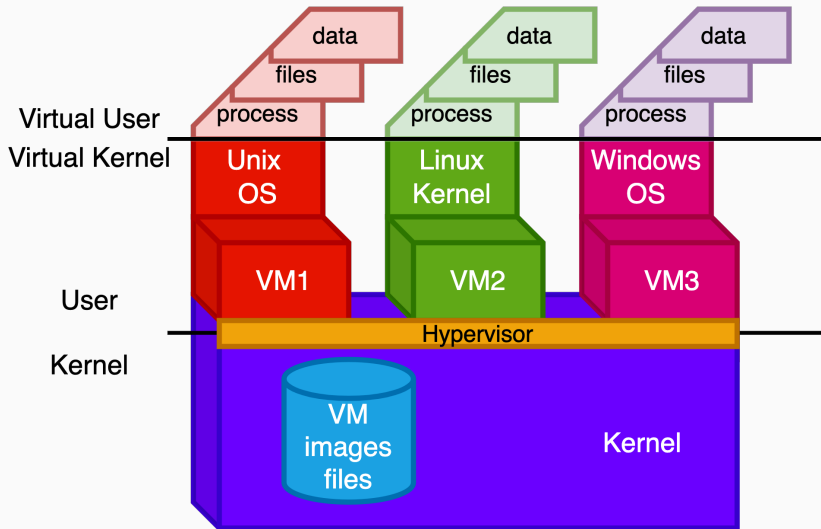 data data data
files files files
process process process
Virtual User
Virtual Kernel
Unix
OS
Linux
Kernel
Windows
OS
VM1 VM2 VM3
User
Hypervisor
Kernel
VM
images
files
Kernel